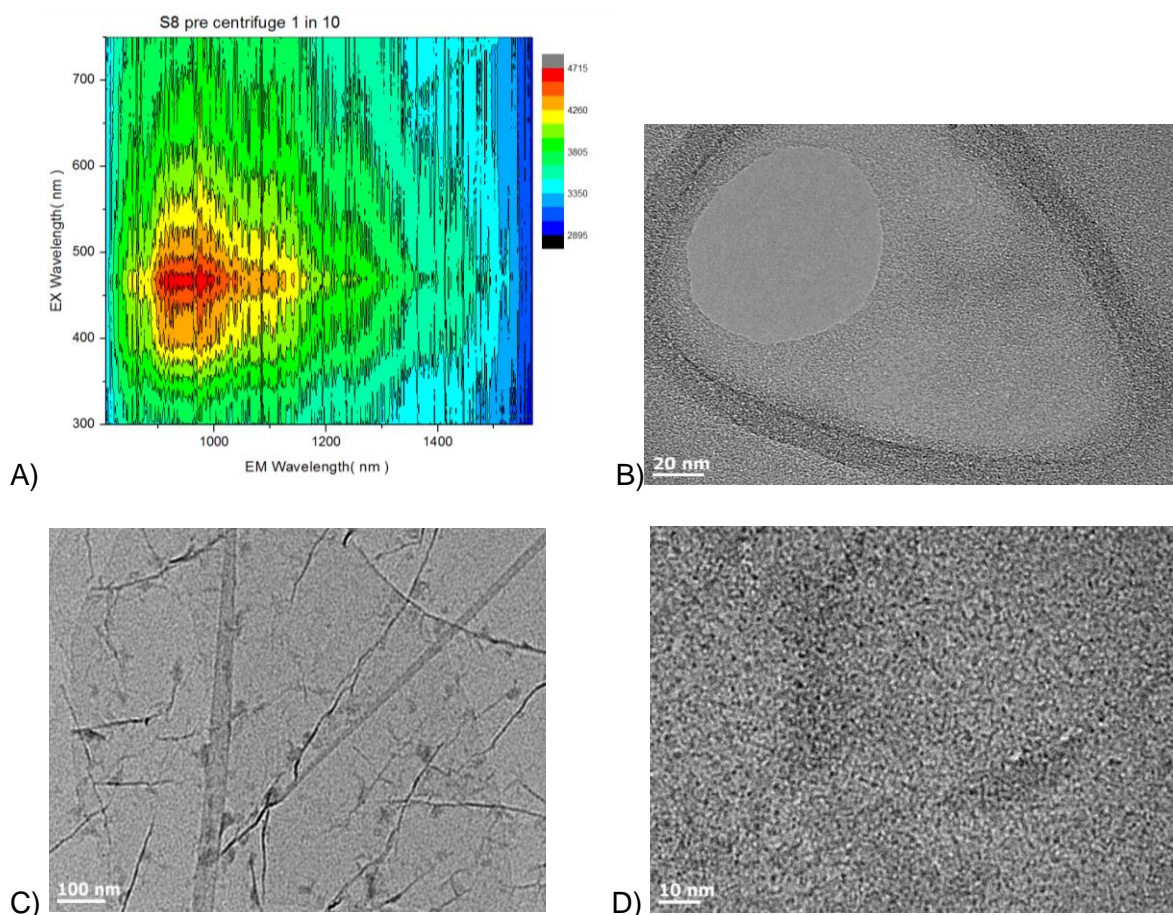 S8 pre centrifuge 1 in 10
700
600
500
400
300
EX Wavelength( nm )
1000
1200
1400
EM Wavelength( nm )
4715
4260
3805
3350
2895
A)
20 nm
B)
100 nm
C)
10 nm
D)